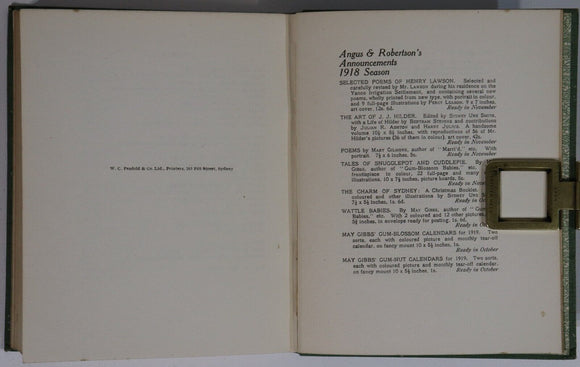 W. C. Penfold & Co. Ltd., Printers, 183 Pitt Street, Sydney
Angus & Robertson's
Announcements
1918 Season
SELECTED POEMS OF HENRY LAWSON. Selected
and carefully revised by Mr. LAWSON during his residence on the
Yanco Irrigation Settlement, and containing several new
poems, wholly printed from new type, with portrait in colour,
and 9 full-page illustrations by PERCY LEASON. 9 x 7 inches,
art cover, 12s. 6d.
Ready in November
THE ART OF J. J. HILDER. Edited by SYDNEY URE SMITH,
with a Life of Hilder by BERTRAM STEVENS and contributions
by JULIAN R. ASHTON and HARRY JULIUS. A handsome
volume 10½ x 8½ inches, with reproductions of 56 of Mr.
Hilder's pictures (36 of them in colour), art cover, 42s.
Ready in November
POEMS by MARY GILMORE, author of "Marri'd," etc. With
portrait. 7½ x 6 inches, 5s.
Ready in November
TALES OF SNUGGLEPOT AND CUDDLEPIE. By
GIBBS, author of "Gum-Blossom Babies," etc.
frontispiece in colour, 22 full-page and many
illustrations, boards, 10 x 7½ inches, picture boards, 5s.
Ready in November
THE CHARM OF SYDNEY: A Christmas Booklet.
coloured and other illustrations by SYDNEY URE
7½ x 5½ inches, 1s. 6d.
Ready in
WATTLE BABIES. By MAY GIBBS, author of "Gum
Babies," etc. With 2 coloured and 12 other pictures,
5½ inches, in envelope ready for posting. 1s. 6d.
Ready in October
MAY GIBBS' GUM-BLOSSOM CALENDARS for 1919. Two
sorts, each with coloured picture and monthly tear-off
calendar, on fancy mount 10 x 5¾ inches, 1s.
Ready in October
MAY GIBBS' GUM-NUT CALENDARS for 1919. Two sorts,
each with coloured picture and monthly tear-off calendar,
on fancy mount 10 x 5¾ inches, 1s.
Ready in October